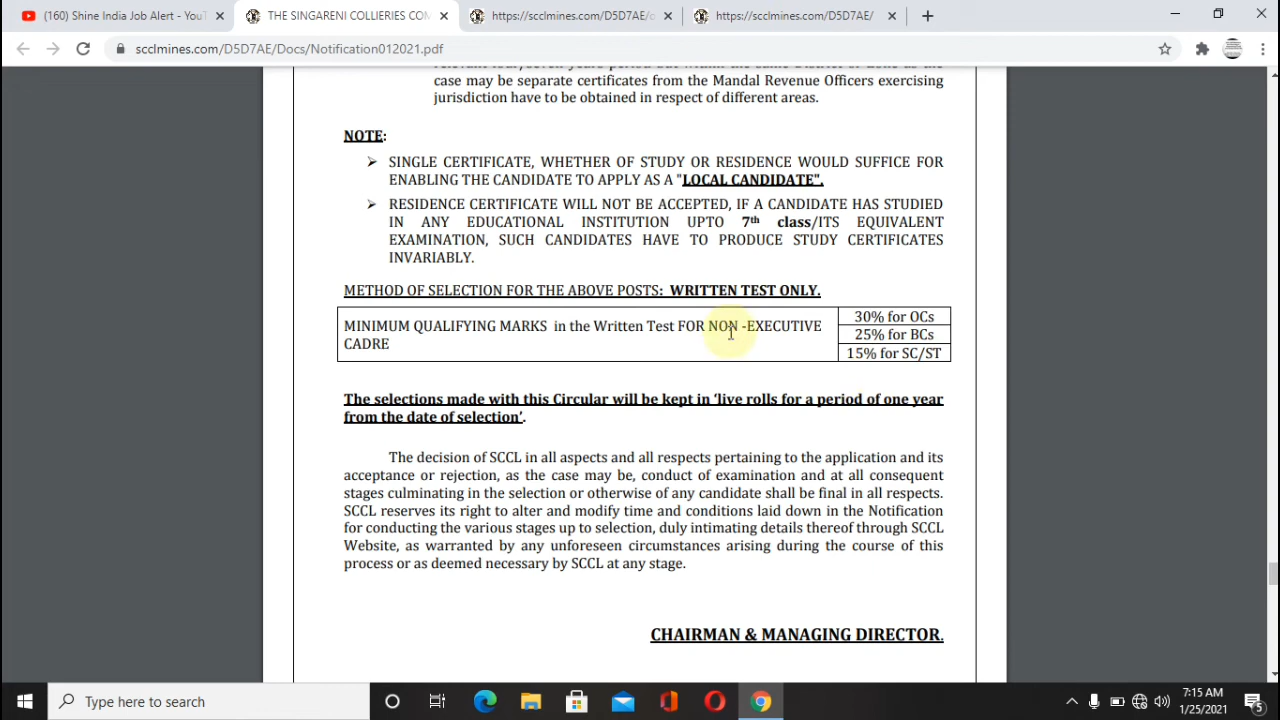 (160) Shine India Job Alert - YouT
THE SINGARENI COLLIERIES COM
https://scclmines.com/D5D7AE/o
https://scclmines.com/D5D7AE/
scclmines.com/D5D7AE/Docs/Notification012021.pdf
case may be separate certificates from the Mandal Revenue Officers exercising
jurisdiction have to be obtained in respect of different areas.
NOTE:
SINGLE CERTIFICATE, WHETHER OF STUDY OR RESIDENCE WOULD SUFFICE FOR
ENABLING THE CANDIDATE TO APPLY AS A "LOCAL CANDIDATE".
RESIDENCE CERTIFICATE WILL NOT BE ACCEPTED, IF A CANDIDATE HAS STUDIED
IN ANY EDUCATIONAL INSTITUTION UPTO 7th class/ITS EQUIVALENT
EXAMINATION, SUCH CANDIDATES HAVE TO PRODUCE STUDY CERTIFICATES
INVARIABLY.
METHOD OF SELECTION FOR THE ABOVE POSTS: WRITTEN TEST ONLY.
MINIMUM QUALIFYING MARKS in the Written Test FOR NON -EXECUTIVE
CADRE
30% for OCs
25% for BCs
15% for SC/ST
The selections made with this Circular will be kept in 'live rolls for a period of one year
from the date of selection'.
The decision of SCCL in all aspects and all respects pertaining to the application and its
acceptance or rejection, as the case may be, conduct of examination and at all consequent
stages culminating in the selection or otherwise of any candidate shall be final in all respects.
SCCL reserves its right to alter and modify time and conditions laid down in the Notification
for conducting the various stages up to selection, duly intimating details thereof through SCCL
Website, as warranted by any unforeseen circumstances arising during the course of this
process or as deemed necessary by SCCL at any stage.
CHAIRMAN & MANAGING DIRECTOR.
Type here to search
7:15 AM
1/25/2021
5